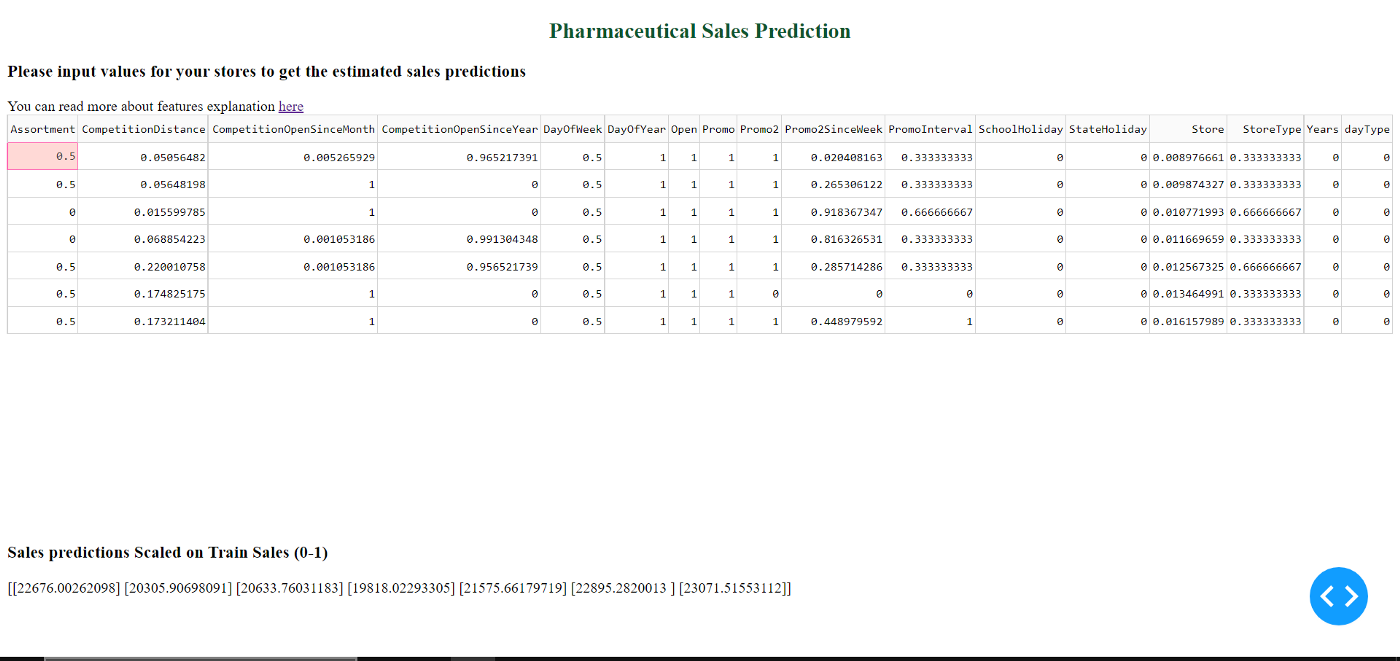 Pharmaceutical Sales Prediction
Please input values for your stores to get the estimated sales predictions
You can read more about features explanation here
Assortment CompetitionDistance CompetitionOpenSinceMonth CompetitionOpenSinceYear DayOfWeek DayOfYear Open Promo Promo2 Promo2SinceWeek PromoInterval SchoolHoliday StateHoliday Store StoreType Years dayType
0.5 0.05056482 0.005265929 0.965217391 0.5 1 1 1 1 0.020408163 0.333333333 0 0 0.008976661 0.333333333 0 0
0.5 0.05648198 1 0 0.5 1 1 1 1 0.265306122 0.333333333 0 0 0.009874327 0.333333333 0 0
0 0.015599785 1 0 0.5 1 1 1 1 0.918367347 0.666666667 0 0 0.010771993 0.666666667 0 0
0 0.068854223 0.001053186 0.991304348 0.5 1 1 1 1 0.816326531 0.333333333 0 0 0.011669659 0.333333333 0 0
0.5 0.220010758 0.001053186 0.956521739 0.5 1 1 1 1 0.285714286 0.333333333 0 0 0.012567325 0.666666667 0 0
0.5 0.174825175 1 0 0.5 1 1 1 0 0 0 0 0 0.013464991 0.333333333 0 0
0.5 0.173211404 1 0 0.5 1 1 1 1 0.448979592 1 0 0 0.016157989 0.333333333 0 0
Sales predictions Scaled on Train Sales (0-1)
[[22676.00262098] [20305.90698091] [20633.76031183] [19818.02293305] [21575.66179719] [22895.2820013 ] [23071.51553112]]